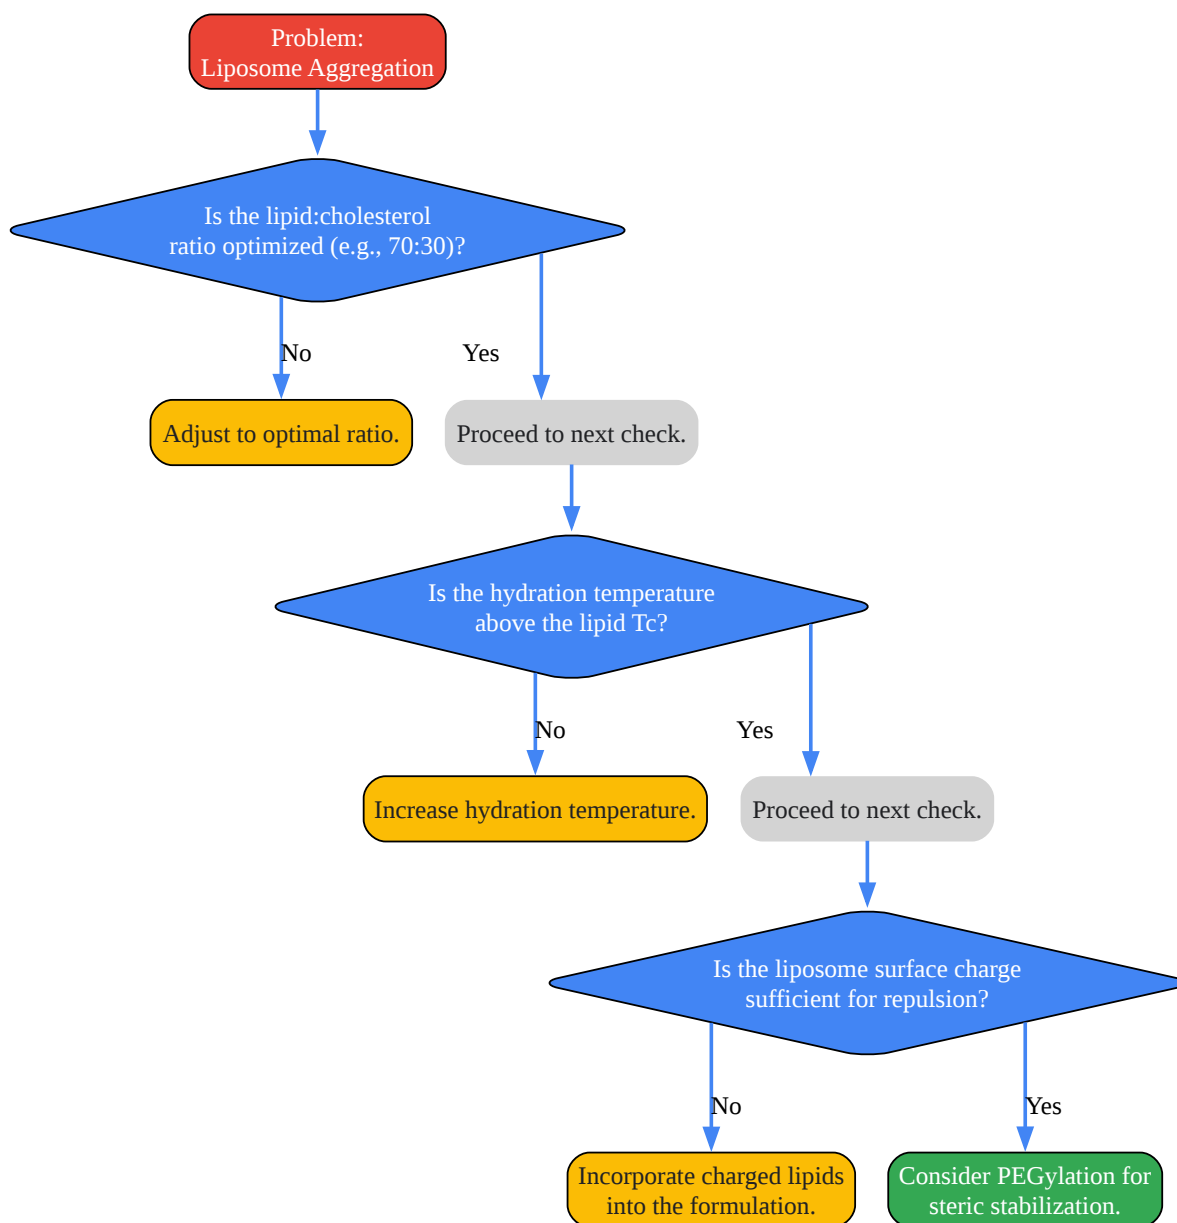 Problem:
Liposome Aggregation
Is the lipid:cholesterol
ratio optimized (e.g., 70:30)?
No
Yes
Adjust to optimal ratio.
Proceed to next check.
Is the hydration temperature
above the lipid Tc?
No
Yes
Increase hydration temperature.
Proceed to next check.
Is the liposome surface charge
sufficient for repulsion?
No
Yes
Incorporate charged lipids
into the formulation.
Consider PEGylation for
steric stabilization.